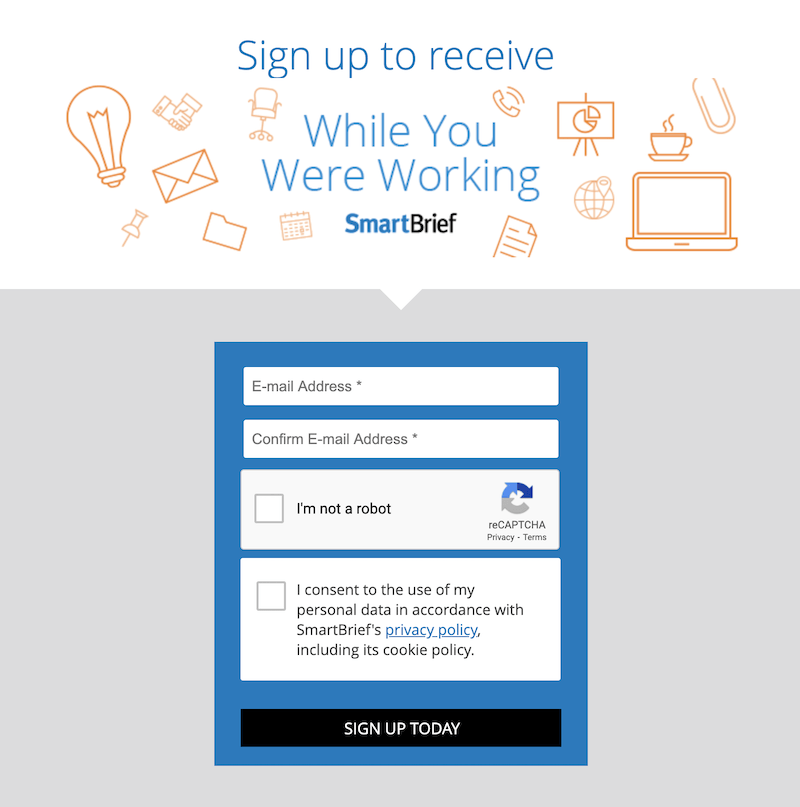 Sign up to receive
While You
Were Working
SmartBrief
E-mail Address *
Confirm E-mail Address *
I'm not a robot
reCAPTCHA
Privacy - Terms
I consent to the use of my
personal data in accordance with
SmartBrief's privacy policy,
including its cookie policy.
SIGN UP TODAY